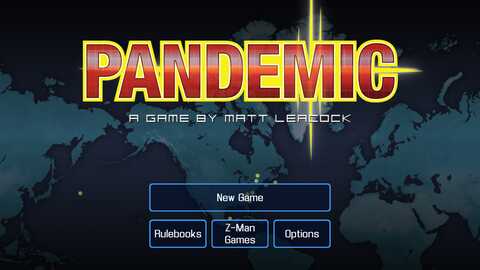 PANDEMIC
A GAME BY MATT LEACOCK
New Game
Rulebooks
Z-Man
Games
Options